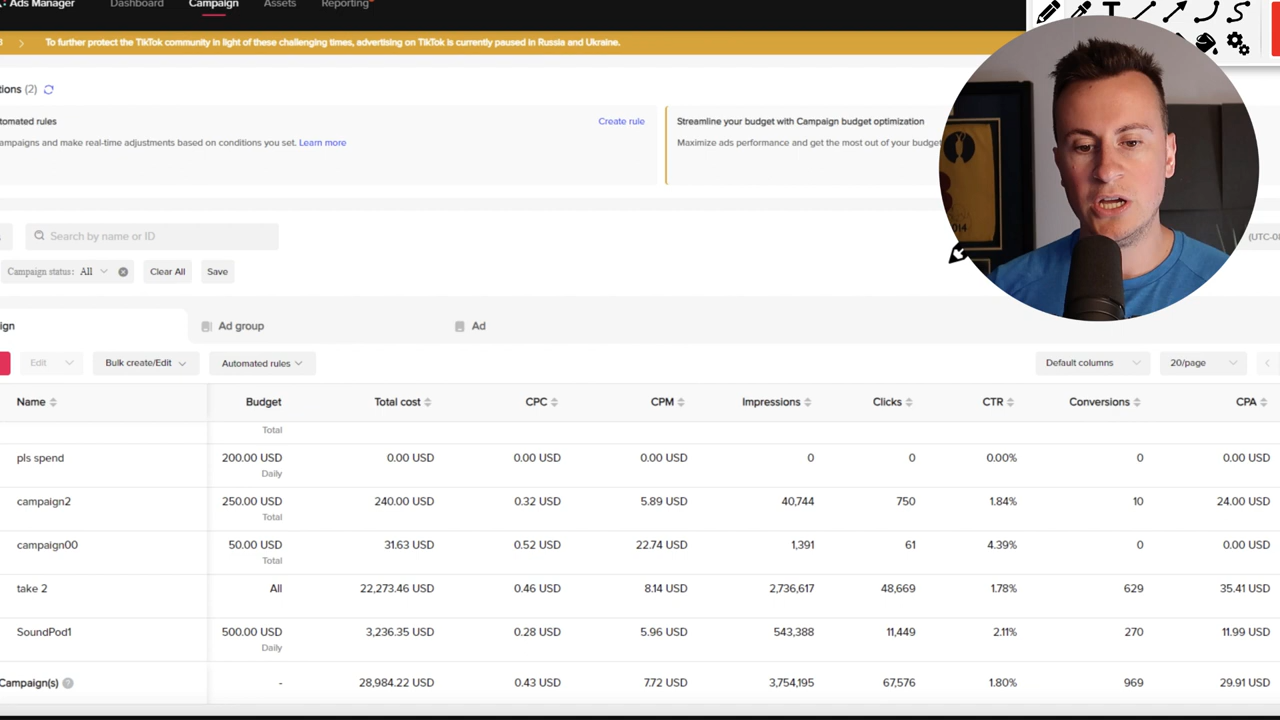 Ads Manager Dashboard Campaign Assets Reporting
To further protect the TikTok community in light of these challenging times, advertising on TikTok is currently paused in Russia and Ukraine.
tions (2)
tomated rules Create rule Streamline your budget with Campaign budget optimization
ampaigns and make real-time adjustments based on conditions you set. Learn more Maximize ads performance and get the most out of your budget
2014
Search by name or ID (UTC-0
Campaign status: All Clear All Save
ign Ad group Ad
Edit Bulk create/Edit Automated rules Default columns 20/page
Name Budget Total cost CPC CPM Impressions Clicks CTR Conversions CPA
Total
pls spend 200.00 USD 0.00 USD 0.00 USD 0.00 USD 0 0 0.00% 0 0.00 USD
Daily
campaign2 250.00 USD 240.00 USD 0.32 USD 5.89 USD 40,744 750 1.84% 10 24.00 USD
Total
campaign00 50.00 USD 31.63 USD 0.52 USD 22.74 USD 1,391 61 4.39% 0 0.00 USD
Total
take 2 All 22,273.46 USD 0.46 USD 8.14 USD 2,736,617 48,669 1.78% 629 35.41 USD
SoundPod1 500.00 USD 3,236.35 USD 0.28 USD 5.96 USD 543,388 11,449 2.11% 270 11.99 USD
Daily
Campaign(s) - 28,984.22 USD 0.43 USD 7.72 USD 3,754,195 67,576 1.80% 969 29.91 USD